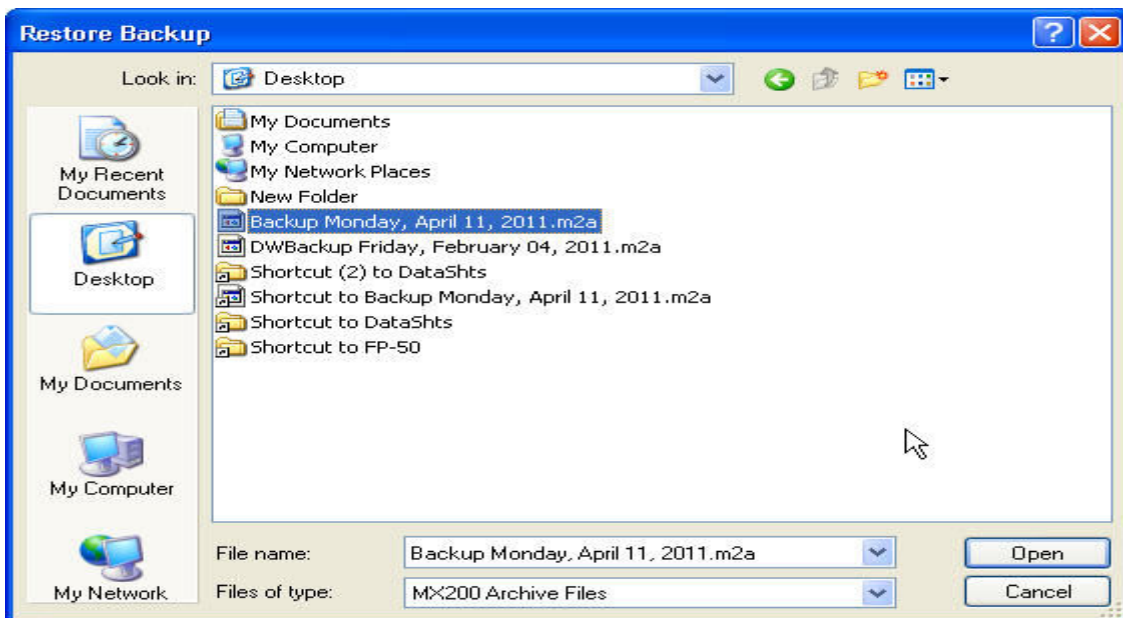 Restore Backup
Look in:
Desktop
My Recent
Documents
Desktop
My Documents
My Computer
My Network
My Documents
My Computer
My Network Places
New Folder
Backup Monday, April 11, 2011.m2a
DWBackup Friday, February 04, 2011.m2a
Shortcut (2) to DataShts
Shortcut to Backup Monday, April 11, 2011.m2a
Shortcut to DataShts
Shortcut to FP-50
File name:
Backup Monday, April 11, 2011.m2a
Open
Files of type:
MX200 Archive Files
Cancel